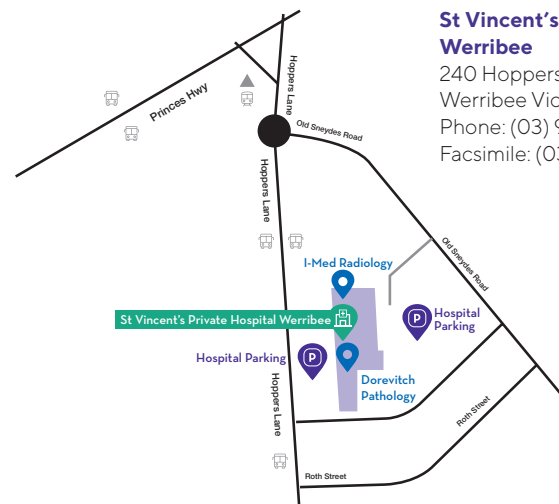 St Vincent's
Werribee
240 Hoppers
Werribee Vic
Phone: (03) 9
Facsimile: (03
Hoppers Lane
Princes Hwy
Old Sneydes Road
Hoppers Lane
Old Sneydes Road
I-Med Radiology
St Vincent's Private Hospital Werribee
P
Hospital
Parking
Hospital Parking
P
Dorevitch
Pathology
Hoppers Lane
Roth Street
Roth Street